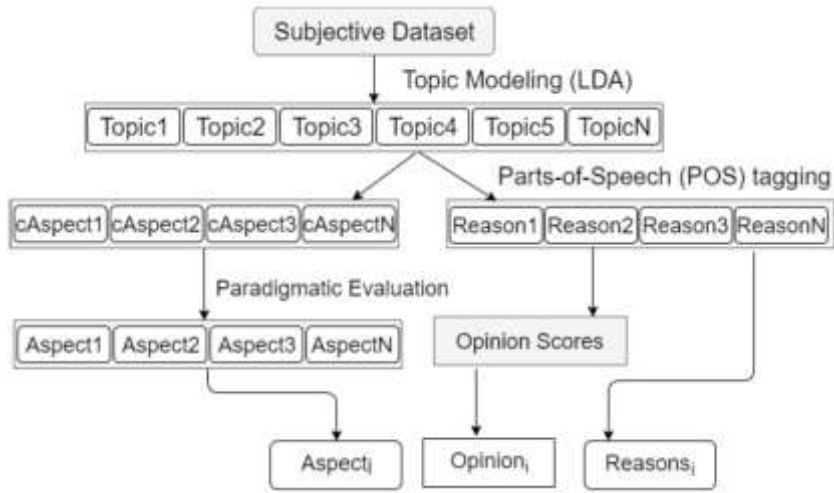 Subjective Dataset
Topic Modeling (LDA)
Topic1 Topic2 Topic3 Topic4 Topic5 TopicN
Parts-of-Speech (POS) tagging
cAspect1 cAspect2 cAspect3 cAspectN
Reason1 Reason2 Reason3 ReasonN
Paradigmatic Evaluation
Aspect1 Aspect2 Aspect3 AspectN
Opinion Scores
Aspecti Opinioni Reasonsi